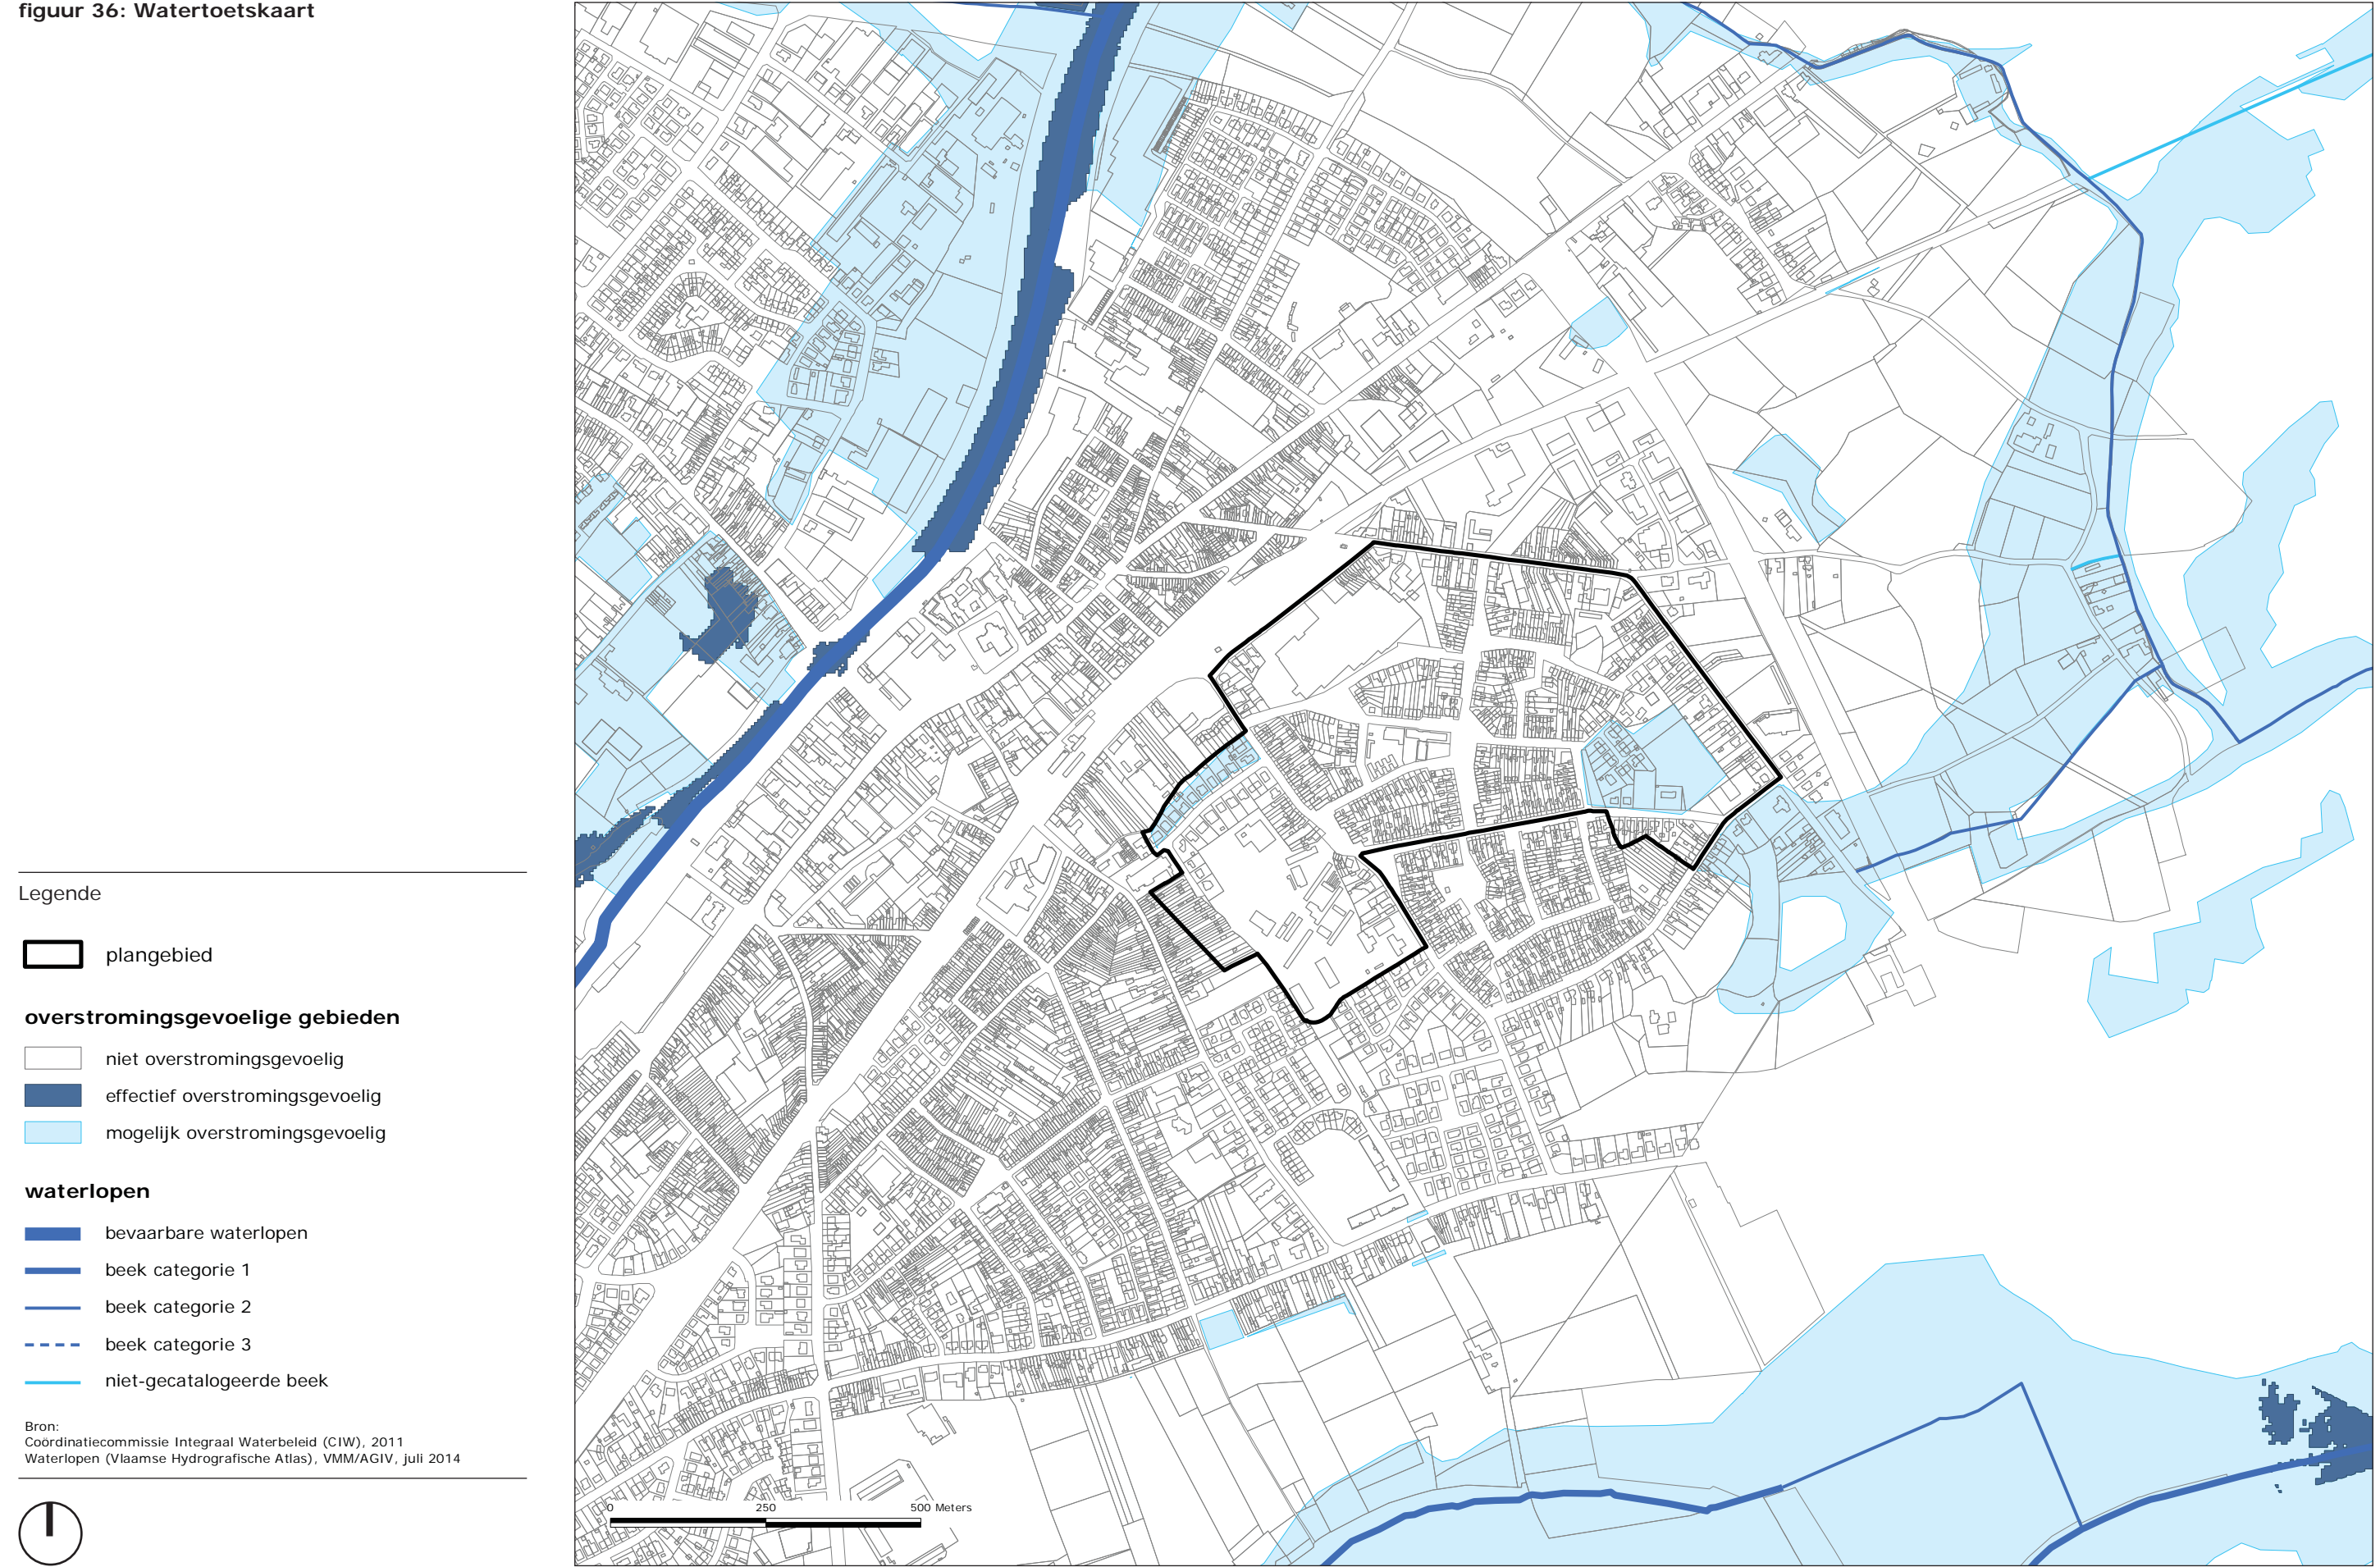 figuur 36: Watertoetskaart
Legende
plangebied
overstromingsgevoelige gebieden
niet overstromingsgevoelig
effectief overstromingsgevoelig
mogelijk overstromingsgevoelig
waterlopen
bevaarbare waterlopen
beek categorie 1
beek categorie 2
beek categorie 3
niet-gecatalogeerde beek
Bron:
Coördinatiecommissie Integraal Waterbeleid (CIW), 2011
Waterlopen (Vlaamse Hydrografische Atlas), VMM/AGIV, juli 2014
0 250 500 Meters